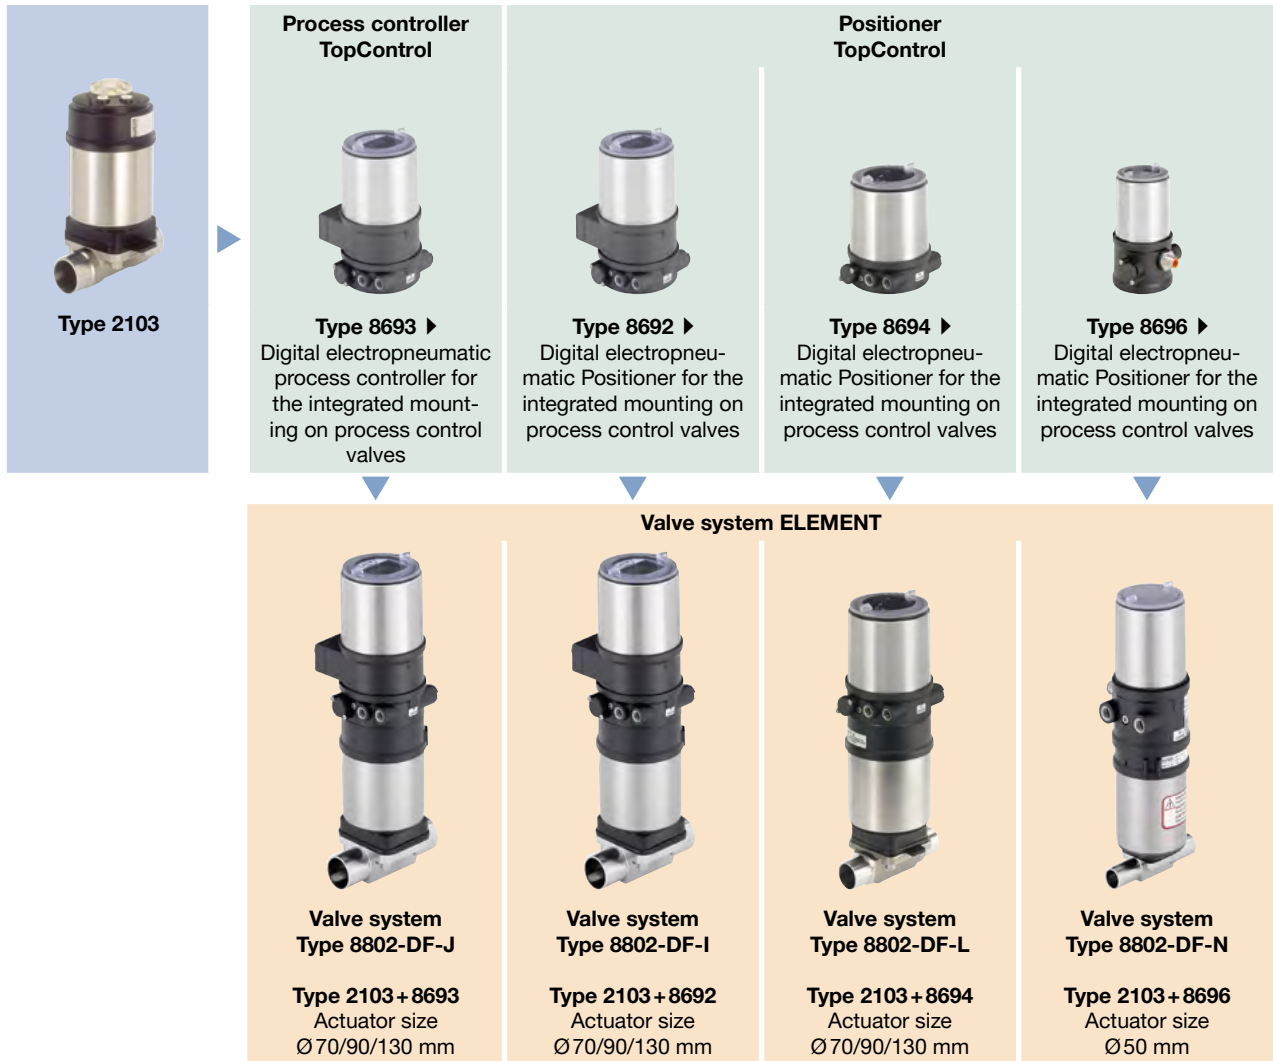 Process controller
TopControl
Positioner
TopControl
Type 2103
Type 8693
Digital electropneumatic
process controller for
the integrated mount-
ing on process control
valves
Type 8692
Digital electropneu-
matic Positioner for the
integrated mounting on
process control valves
Type 8694
Digital electropneu-
matic Positioner for the
integrated mounting on
process control valves
Type 8696
Digital electropneu-
matic Positioner for the
integrated mounting on
process control valves
Valve system ELEMENT
Valve system
Type 8802-DF-J
Type 2103+8693
Actuator size
Ø70/90/130 mm
Valve system
Type 8802-DF-I
Type 2103+8692
Actuator size
Ø70/90/130 mm
Valve system
Type 8802-DF-L
Type 2103+8694
Actuator size
Ø70/90/130 mm
Valve system
Type 8802-DF-N
Type 2103+8696
Actuator size
Ø50 mm